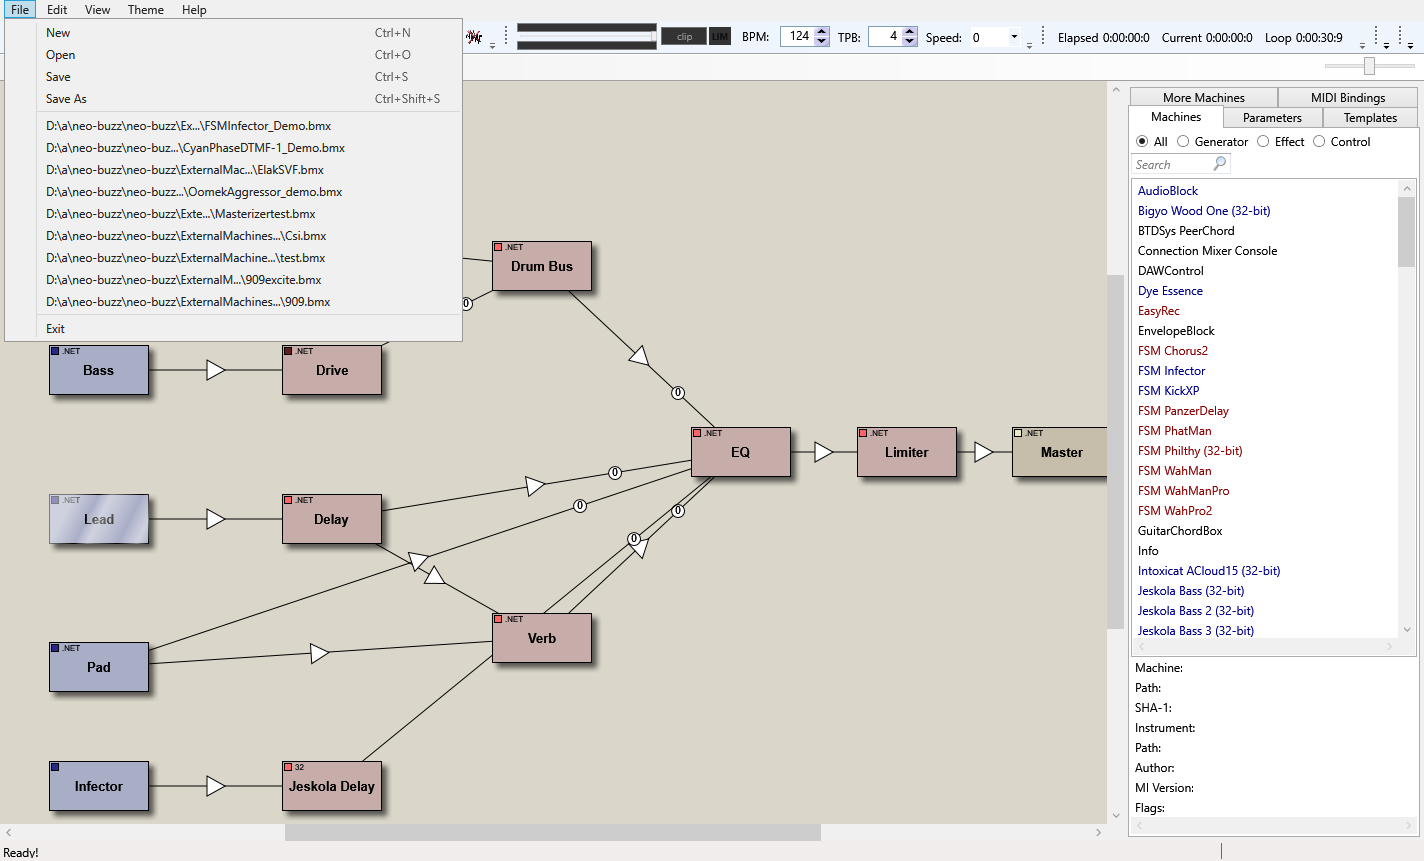 File Edit View Theme Help
New Ctrl+N
Open Ctrl+O
Save Ctrl+S
Save As Ctrl+Shift+S
D:\a\neo-buzz\neo-buzz\Ex...\FSMInfector_Demo.bmx
D:\a\neo-buzz\neo-buz...\CyanPhaseDTMF-1_Demo.bmx
D:\a\neo-buzz\neo-buzz\ExternalMac...\ElakSVF.bmx
D:\a\neo-buzz\neo-buzz...\OomekAggressor_demo.bmx
D:\a\neo-buzz\neo-buzz\Exte...\Masterizertest.bmx
D:\a\neo-buzz\neo-buzz\ExternalMachines...\Csi.bmx
D:\a\neo-buzz\neo-buzz\ExternalMachine...\test.bmx
D:\a\neo-buzz\neo-buzz\ExternalM...\909excite.bmx
D:\a\neo-buzz\neo-buzz\ExternalMachines...\909.bmx
Exit
clip LIM BPM: 124 TPB: 4 Speed: 0 Elapsed 0:00:00:0 Current 0:00:00:0 Loop 0:00:30:9
.NET
Drum Bus
0
.NET
Bass
.NET
Drive
0
.NET
EQ
.NET
Limiter
.NET
Master
0
.NET
Lead
.NET
Delay
0
0
0
.NET
Verb
.NET
Pad
Infector
32
Jeskola Delay
More Machines MIDI Bindings
Machines Parameters Templates
All Generator Effect Control
Search
AudioBlock
Bigyo Wood One (32-bit)
BTDSys PeerChord
Connection Mixer Console
DAWControl
Dye Essence
EasyRec
EnvelopeBlock
FSM Chorus2
FSM Infector
FSM KickXP
FSM PanzerDelay
FSM PhatMan
FSM Philthy (32-bit)
FSM WahMan
FSM WahManPro
FSM WahPro2
GuitarChordBox
Info
Intoxicat ACloud15 (32-bit)
Jeskola Bass (32-bit)
Jeskola Bass 2 (32-bit)
Jeskola Bass 3 (32-bit)
Machine:
Path:
SHA-1:
Instrument:
Path:
Author:
MI Version:
Flags:
Ready!